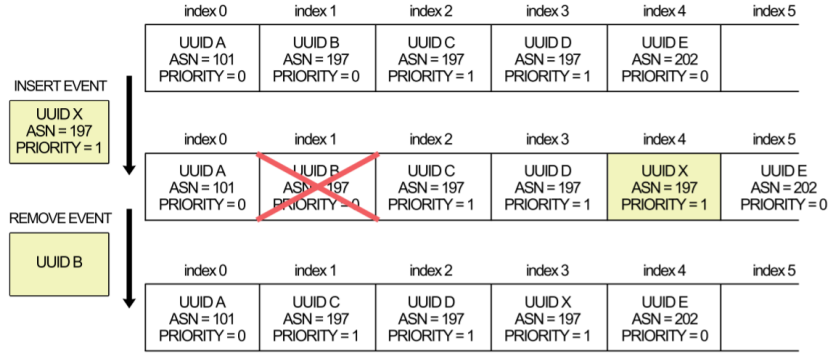 index 0 index 1 index 2 index 3 index 4 index 5
UUID A UUID B UUID C UUID D UUID E
ASN = 101 ASN = 197 ASN = 197 ASN = 197 ASN = 202
PRIORITY = 0 PRIORITY = 0 PRIORITY = 1 PRIORITY = 1 PRIORITY = 0
INSERT EVENT
UUID X
ASN = 197
PRIORITY = 1
index 0 index 1 index 2 index 3 index 4 index 5
UUID A UUID B UUID C UUID D UUID X UUID E
ASN = 101 ASN = 197 ASN = 197 ASN = 197 ASN = 197 ASN = 202
PRIORITY = 0 PRIORITY = 0 PRIORITY = 1 PRIORITY = 1 PRIORITY = 1 PRIORITY = 0
REMOVE EVENT
UUID B
index 0 index 1 index 2 index 3 index 4 index 5
UUID A UUID C UUID D UUID X UUID E
ASN = 101 ASN = 197 ASN = 197 ASN = 197 ASN = 202
PRIORITY = 0 PRIORITY = 1 PRIORITY = 1 PRIORITY = 1 PRIORITY = 0